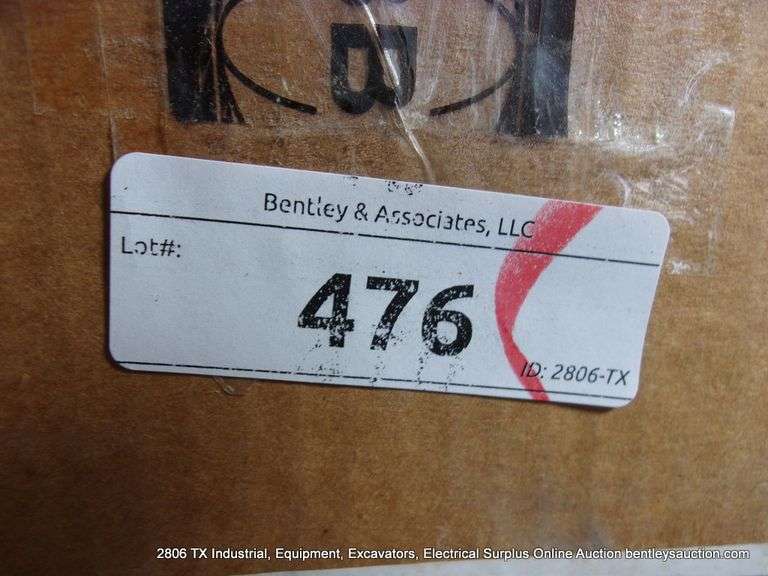 B
Bentley & Associates, LLC
Lot#:
476
ID: 2806-TX
2806 TX Industrial, Equipment, Excavators, Electrical Surplus Online Auction bentleysauction.com